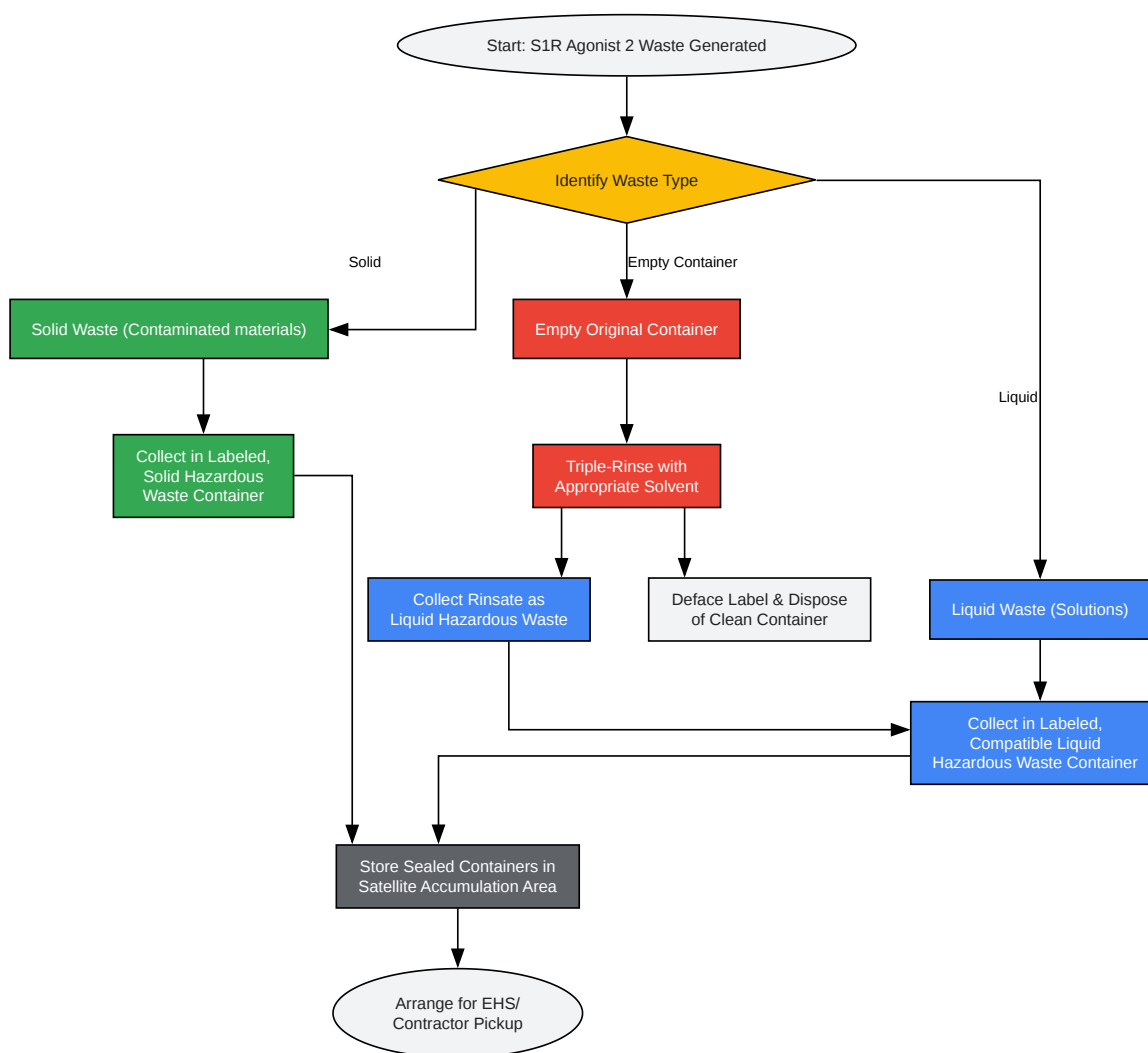 Start: S1R Agonist 2 Waste Generated
Identify Waste Type
Solid
Empty Container
Solid Waste (Contaminated materials)
Empty Original Container
Liquid
Collect in Labeled,
Solid Hazardous
Waste Container
Triple-Rinse with
Appropriate Solvent
Collect Rinsate as
Liquid Hazardous Waste
Deface Label & Dispose
of Clean Container
Liquid Waste (Solutions)
Collect in Labeled,
Compatible Liquid
Hazardous Waste Container
Store Sealed Containers in
Satellite Accumulation Area
Arrange for EHS/
Contractor Pickup